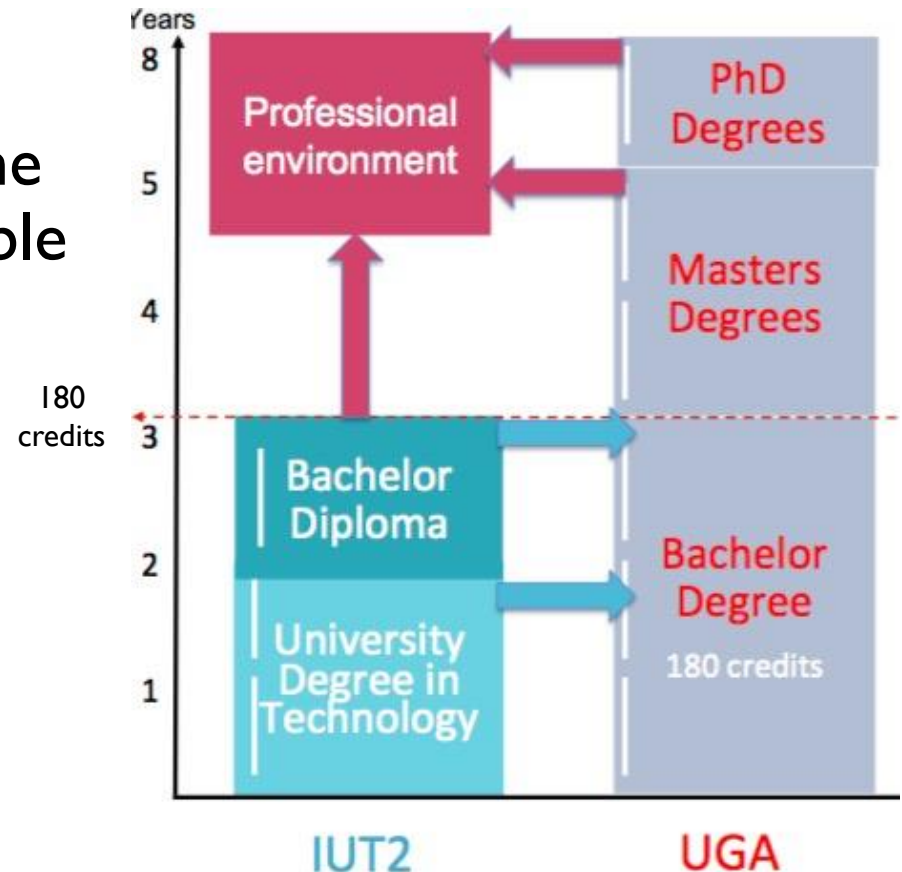 Years
8
5
4
3
2
1
180
credits
Professional
environment
Bachelor
Diploma
University
Degree in
Technology
PhD
Degrees
Masters
Degrees
Bachelor
Degree
180 credits
IUT2
UGA